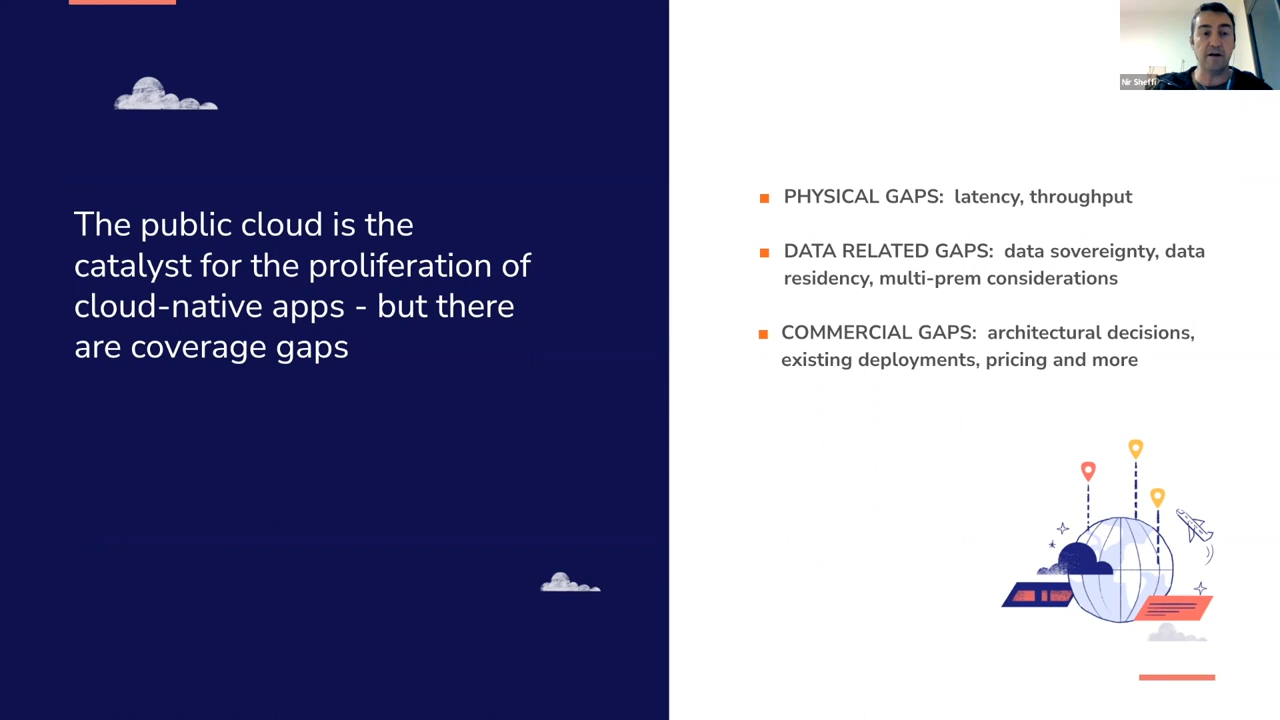 The public cloud is the
catalyst for the proliferation of
cloud-native apps - but there
are coverage gaps
PHYSICAL GAPS: latency, throughput
DATA RELATED GAPS: data sovereignty, data
residency, multi-prem considerations
COMMERCIAL GAPS: architectural decisions,
existing deployments, pricing and more
Nir Sheffi